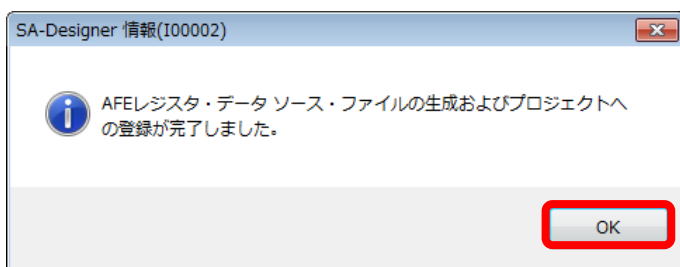 SA-Designer 情報(I00002)
AFEレジスタ・データ ソース・ファイルの生成およびプロジェクトへ
の登録が完了しました。
OK